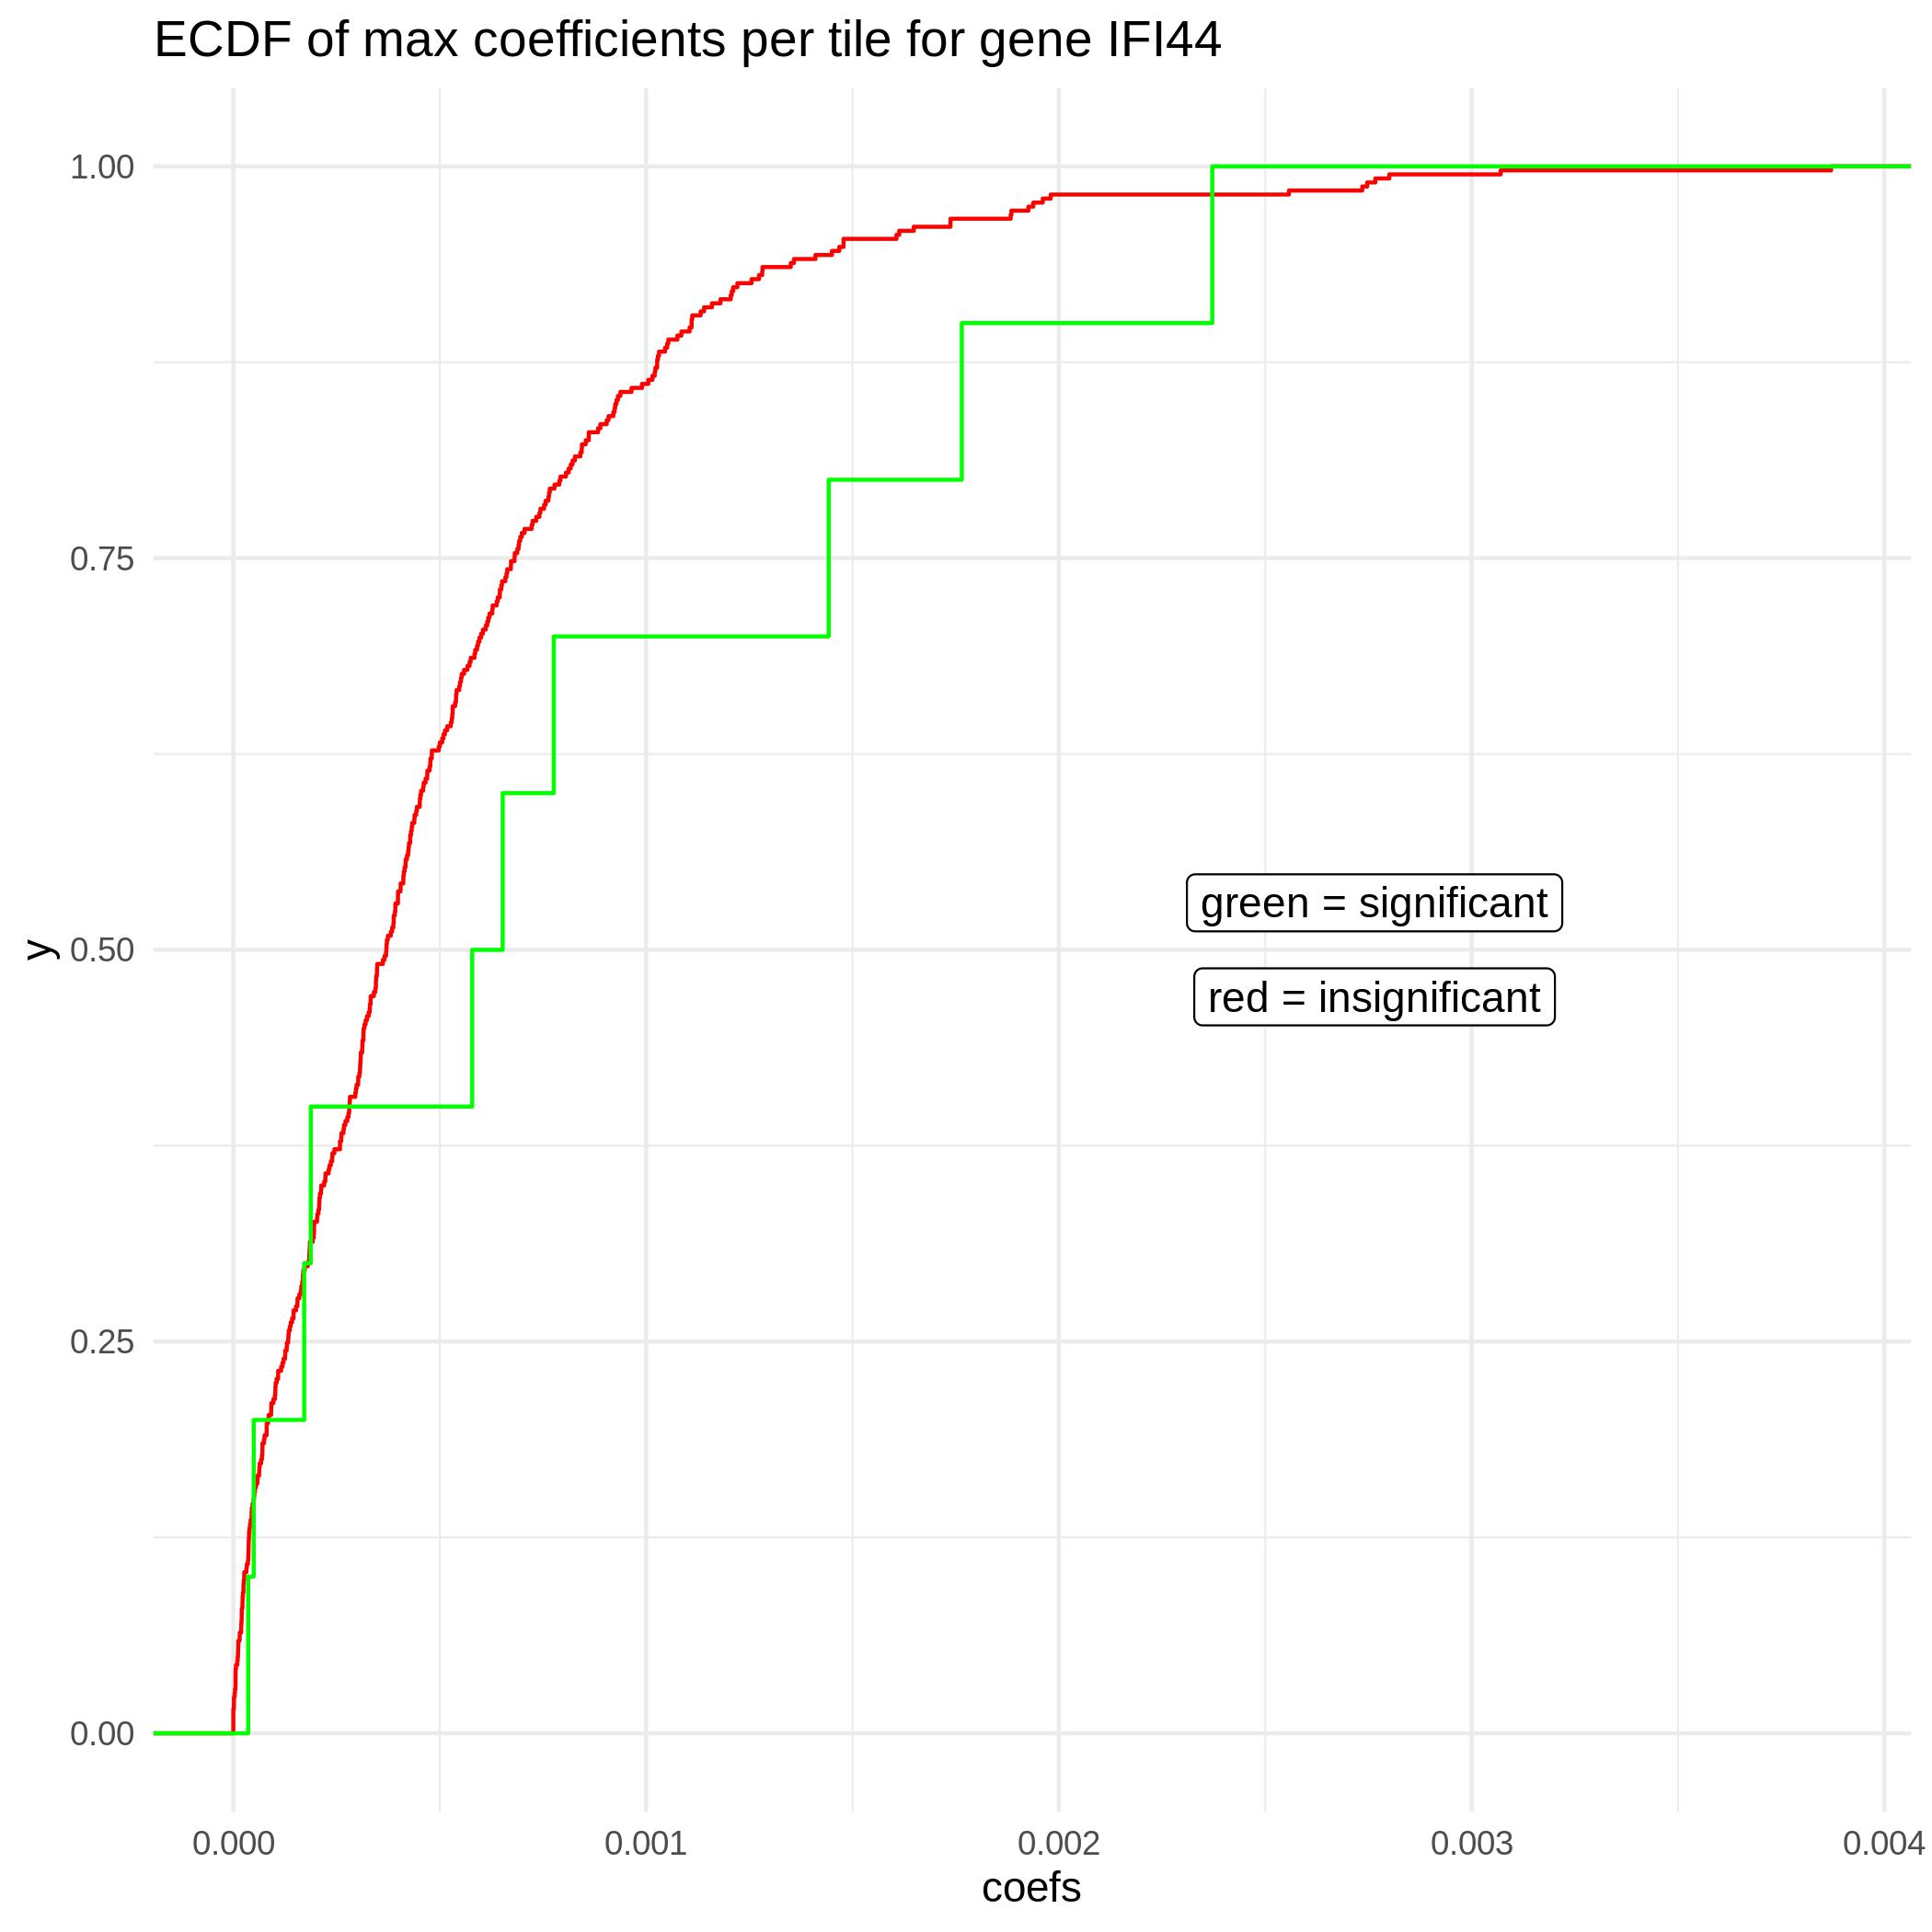 ECDF of max coefficients per tile for gene IFI44
1.00
0.75
0.50
0.25
0.00
y
green = significant
red = insignificant
0.000 0.001 0.002 0.003 0.004
coefs